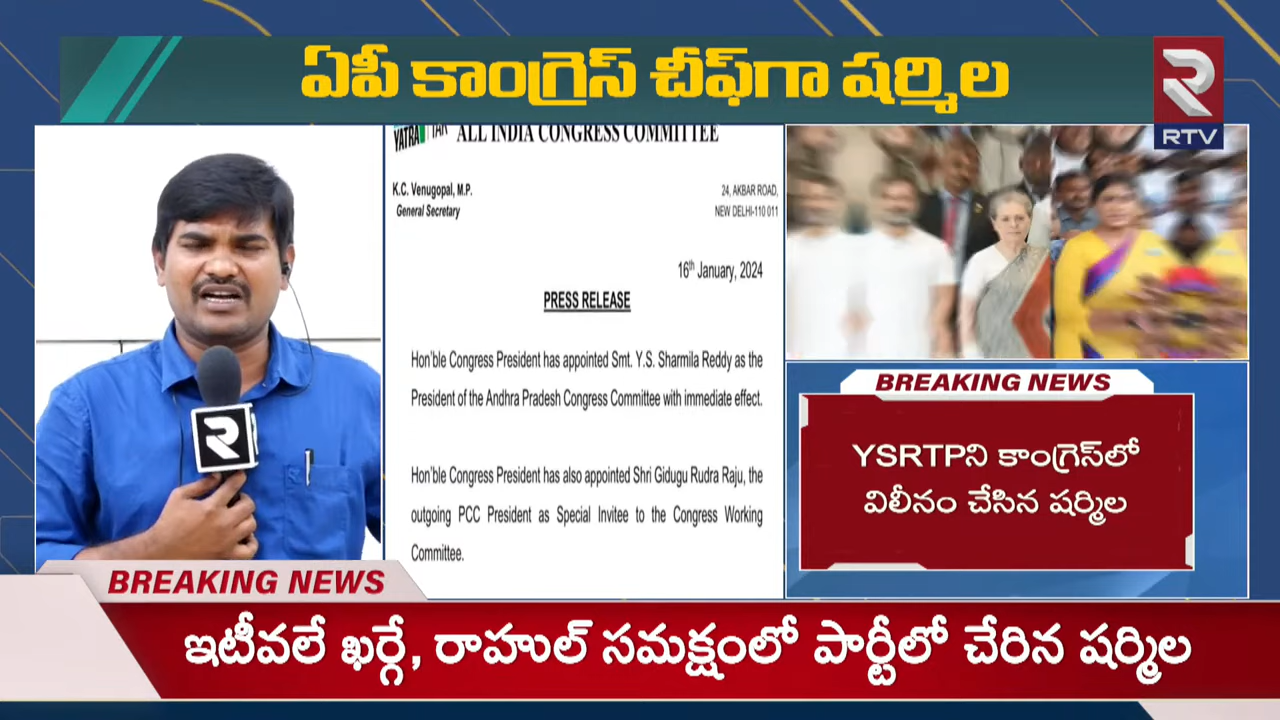 ఏపీ కాంగ్రెస్ చీఫ్‌గా షర్మిల
RTV
YATRA
ALL INDIA CONGRESS COMMITTEE
K.C. Venugopal, M.P.
General Secretary
24, AKBAR ROAD,
NEW DELHI-110 011
16th January, 2024
PRESS RELEASE
Hon'ble Congress President has appointed Smt. Y.S. Sharmila Reddy as the
President of the Andhra Pradesh Congress Committee with immediate effect.
Hon'ble Congress President has also appointed Shri Gidugu Rudra Raju, the
outgoing PCC President as Special Invitee to the Congress Working
Committee.
BREAKING NEWS
YSRTPని కాంగ్రెస్‌లో
విలీనం చేసిన షర్మిల
BREAKING NEWS
ఇటీవలే ఖర్గే, రాహుల్ సమక్షంలో పార్టీలో చేరిన షర్మిల